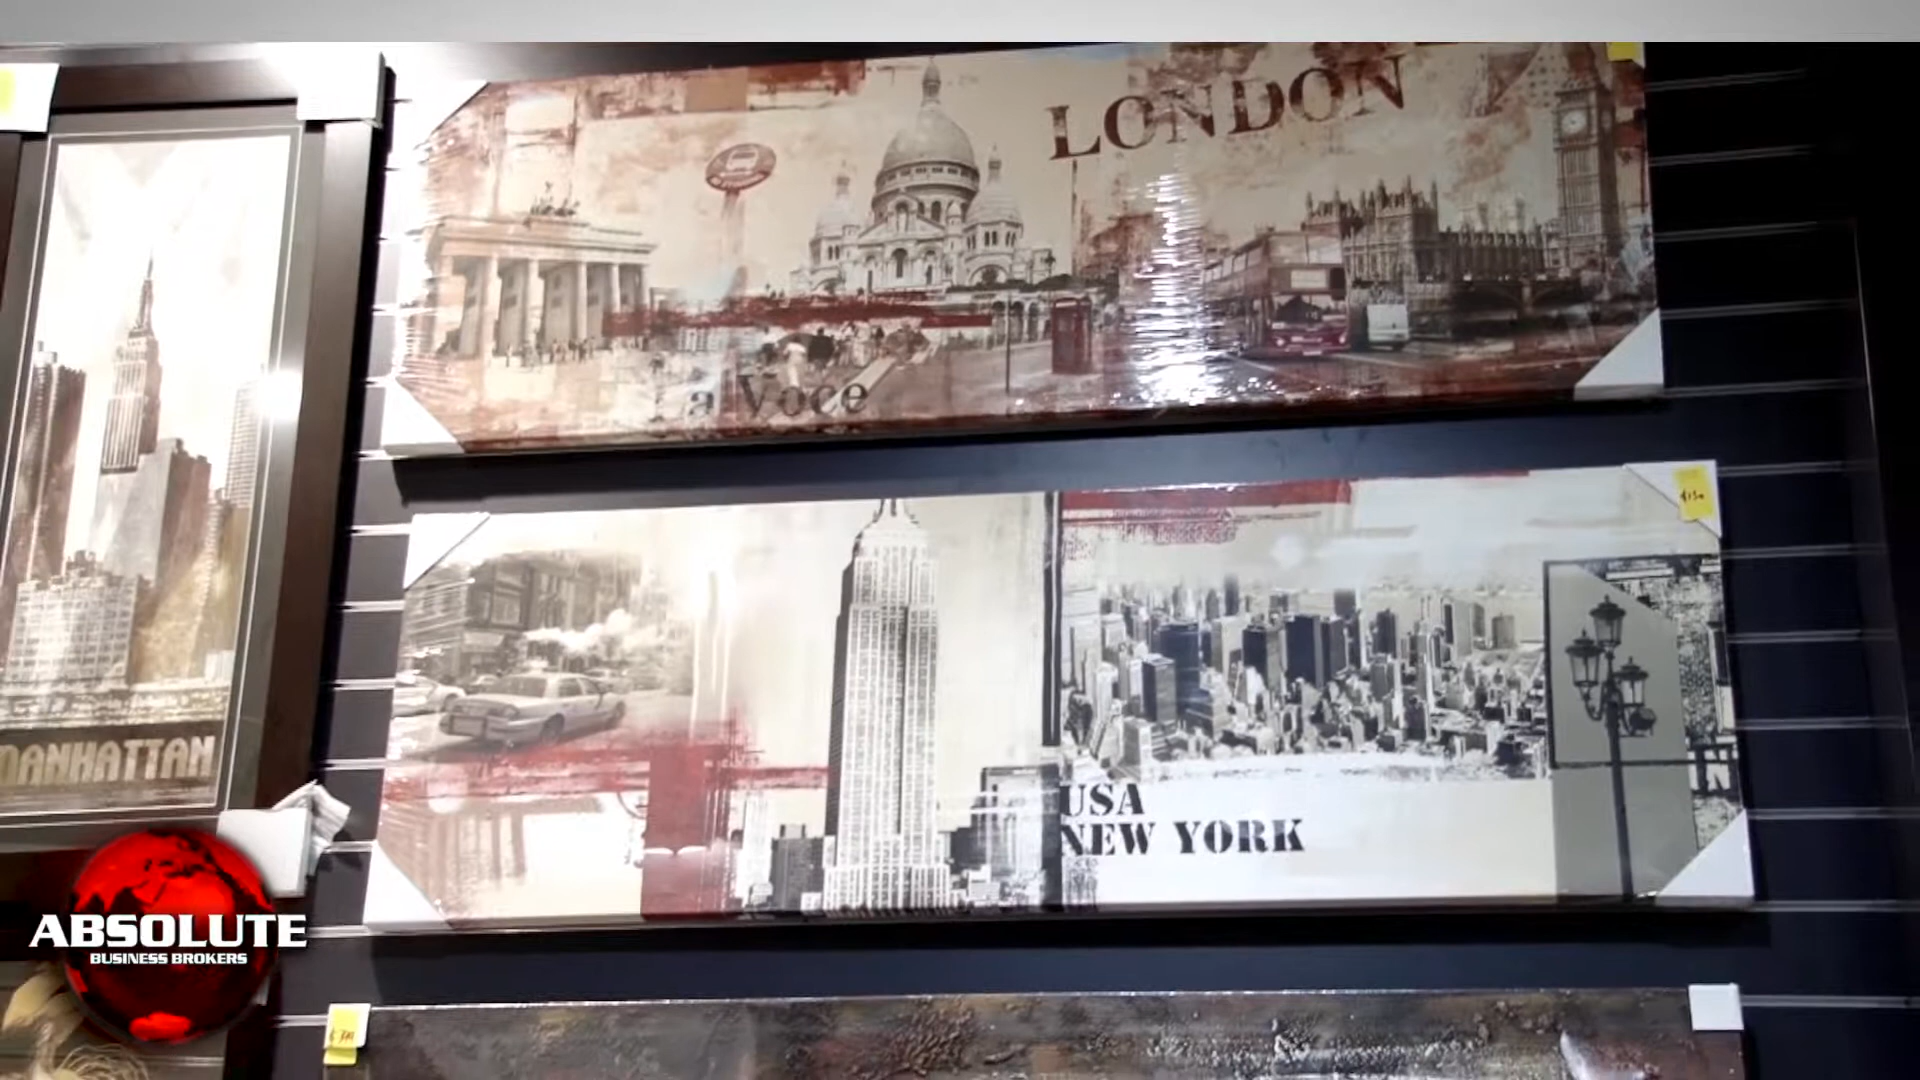 LONDON
La Voce
USA
NEW YORK
MANHATTAN
ABSOLUTE
BUSINESS BROKERS